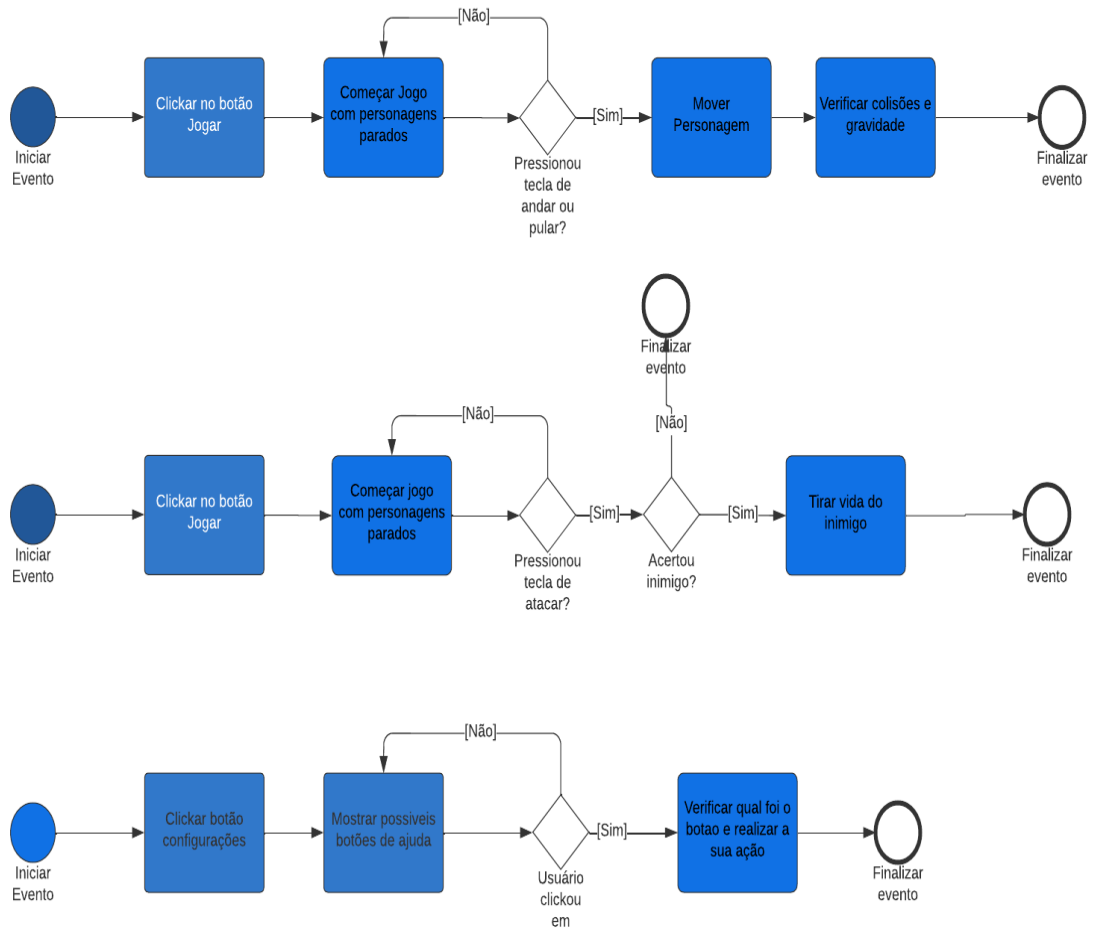 [Não]
Iniciar
Evento
Clickar no botão
Jogar
Começar Jogo
com personagens
parados
Pressionou
tecla de
andar ou
pular?
[Sim]
Mover
Personagem
Verificar colisões e
gravidade
Finalizar
evento
Finalizar
evento
[Não]
[Não]
Iniciar
Evento
Clickar no botão
Jogar
Começar jogo
com personagens
parados
Pressionou
tecla de
atacar?
[Sim]
Acertou
inimigo?
[Sim]
Tirar vida do
inimigo
Finalizar
evento
[Não]
Iniciar
Evento
Clickar botão
configurações
Mostrar possiveis
botões de ajuda
Usuário
clickou
em
[Sim]
Verificar qual foi o
botao e realizar a
sua ação
Finalizar
evento